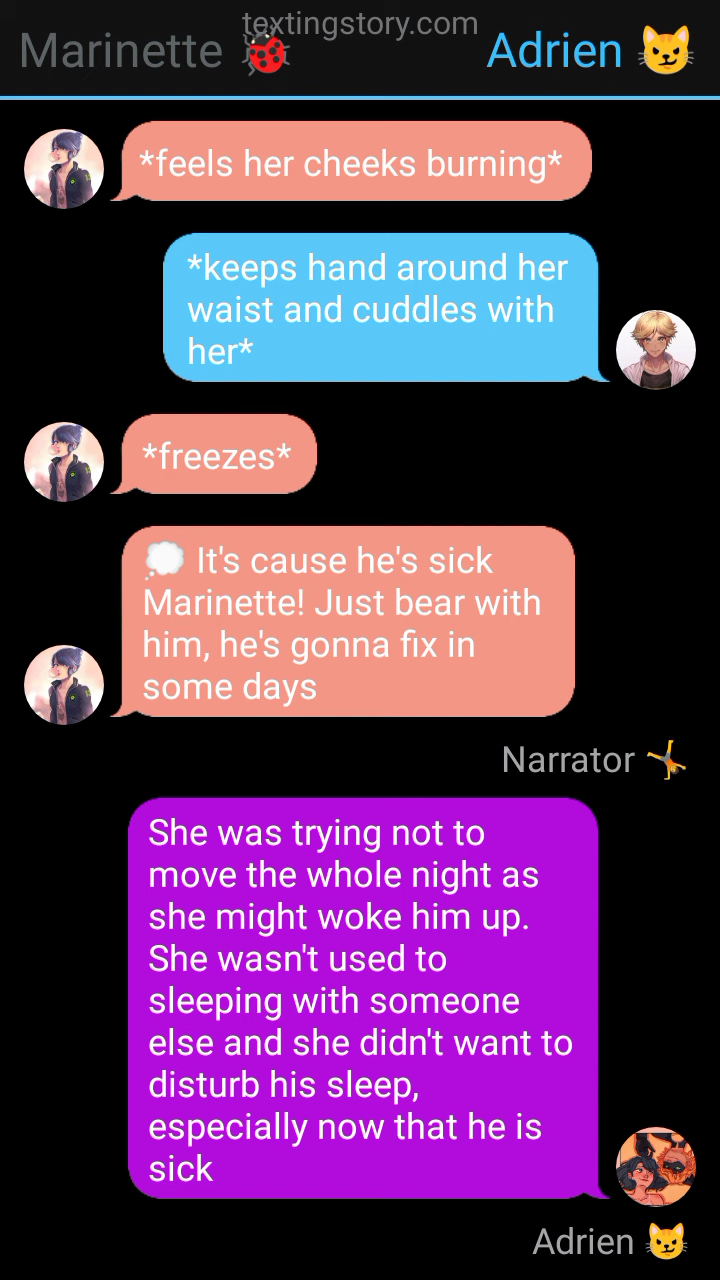 textingstory.com
Marinette 🐞 Adrien 😼
*feels her cheeks burning*
*keeps hand around her
waist and cuddles with
her*
*freezes*
💭 It's cause he's sick
Marinette! Just bear with
him, he's gonna fix in
some days
Narrator 🤸
She was trying not to
move the whole night as
she might woke him up.
She wasn't used to
sleeping with someone
else and she didn't want to
disturb his sleep,
especially now that he is
sick
Adrien 😼